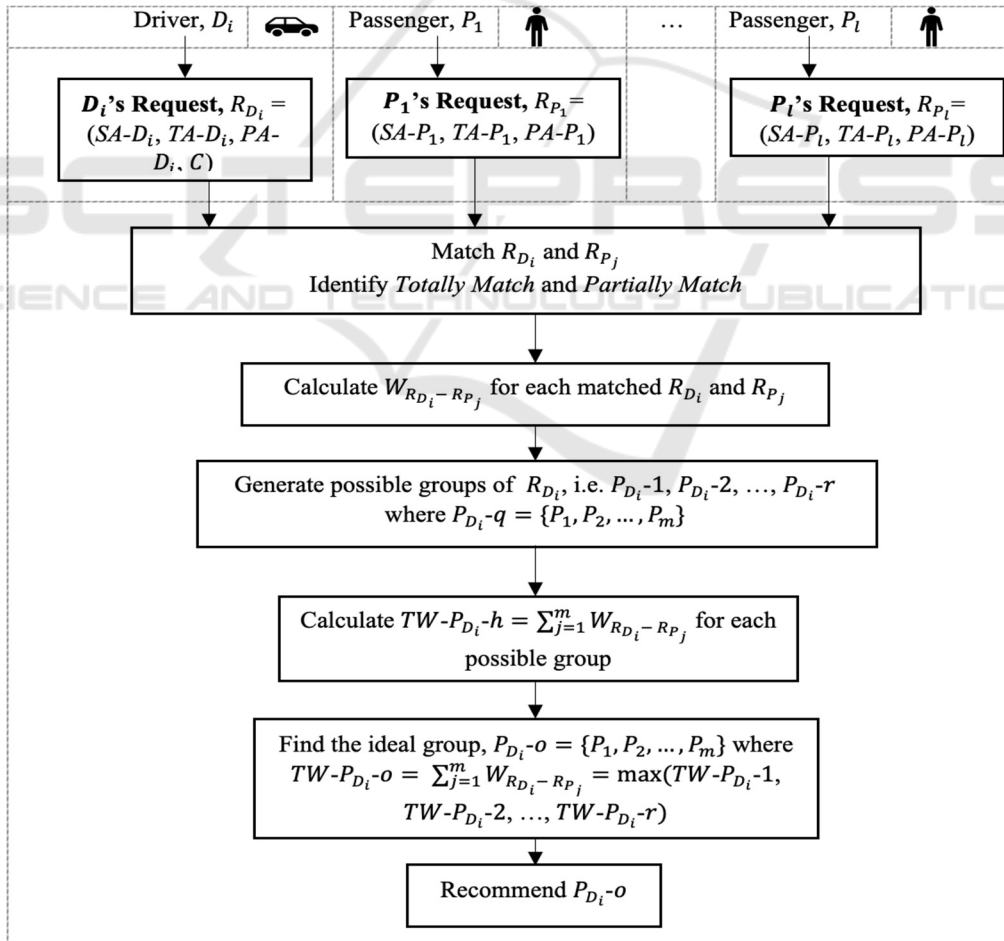 Driver, D_i Passenger, P_1 ... Passenger, P_l
D_i's Request, R_{D_i} =
(SA-D_i, TA-D_i, PA-
D_i, C)
P_1's Request, R_{P_1}=
(SA-P_1, TA-P_1, PA-P_1)
P_l's Request, R_{P_l}=
(SA-P_l, TA-P_l, PA-P_l)
SCITEPRESS
SCIENCE AND TECHNOLOGY PUBLICATIO
Match R_{D_i} and R_{P_j}
Identify Totally Match and Partially Match
Calculate W_{R_{D_i}-R_{P_j}} for each matched R_{D_i} and R_{P_j}
Generate possible groups of R_{D_i}, i.e. P_{D_i}-1, P_{D_i}-2, ..., P_{D_i}-r
where P_{D_i}-q = {P_1, P_2, ..., P_m}
Calculate TW-P_{D_i}-h = ∑_{j=1}^{m} W_{R_{D_i}-R_{P_j}} for each
possible group
Find the ideal group, P_{D_i}-o = {P_1, P_2, ..., P_m} where
TW-P_{D_i}-o = ∑_{j=1}^{m} W_{R_{D_i}-R_{P_j}} = max(TW-P_{D_i}-1,
TW-P_{D_i}-2, ..., TW-P_{D_i}-r)
Recommend P_{D_i}-o